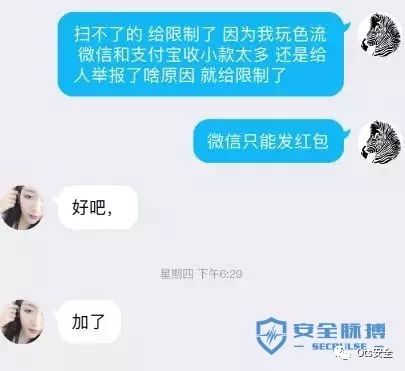 扫不了的 给限制了 因为我玩色流
微信和支付宝收小款太多 还是给
人举报了啥原因 就给限制了
微信只能发红包
好吧，
星期四 下午6:29
加了
安全脉搏
SECPULSE
Ots安全